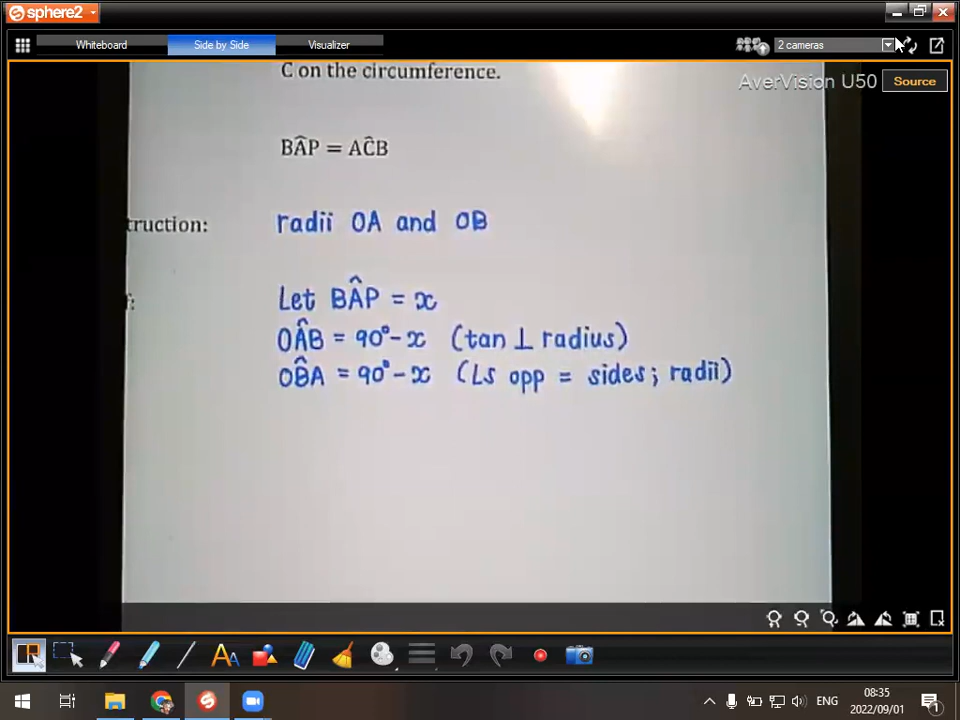 sphere2
Whiteboard
Side by Side
Visualizer
2 cameras
AverVision U50
Source
C on the circumference.
BÂP = AĈB
truction:
radii OA and OB
f:
Let BÂP = x
OÂB = 90° - x (tan ⊥ radius)
OB̂A = 90° - x (Ls opp = sides; radii)
ENG
08:35
2022/09/01
1